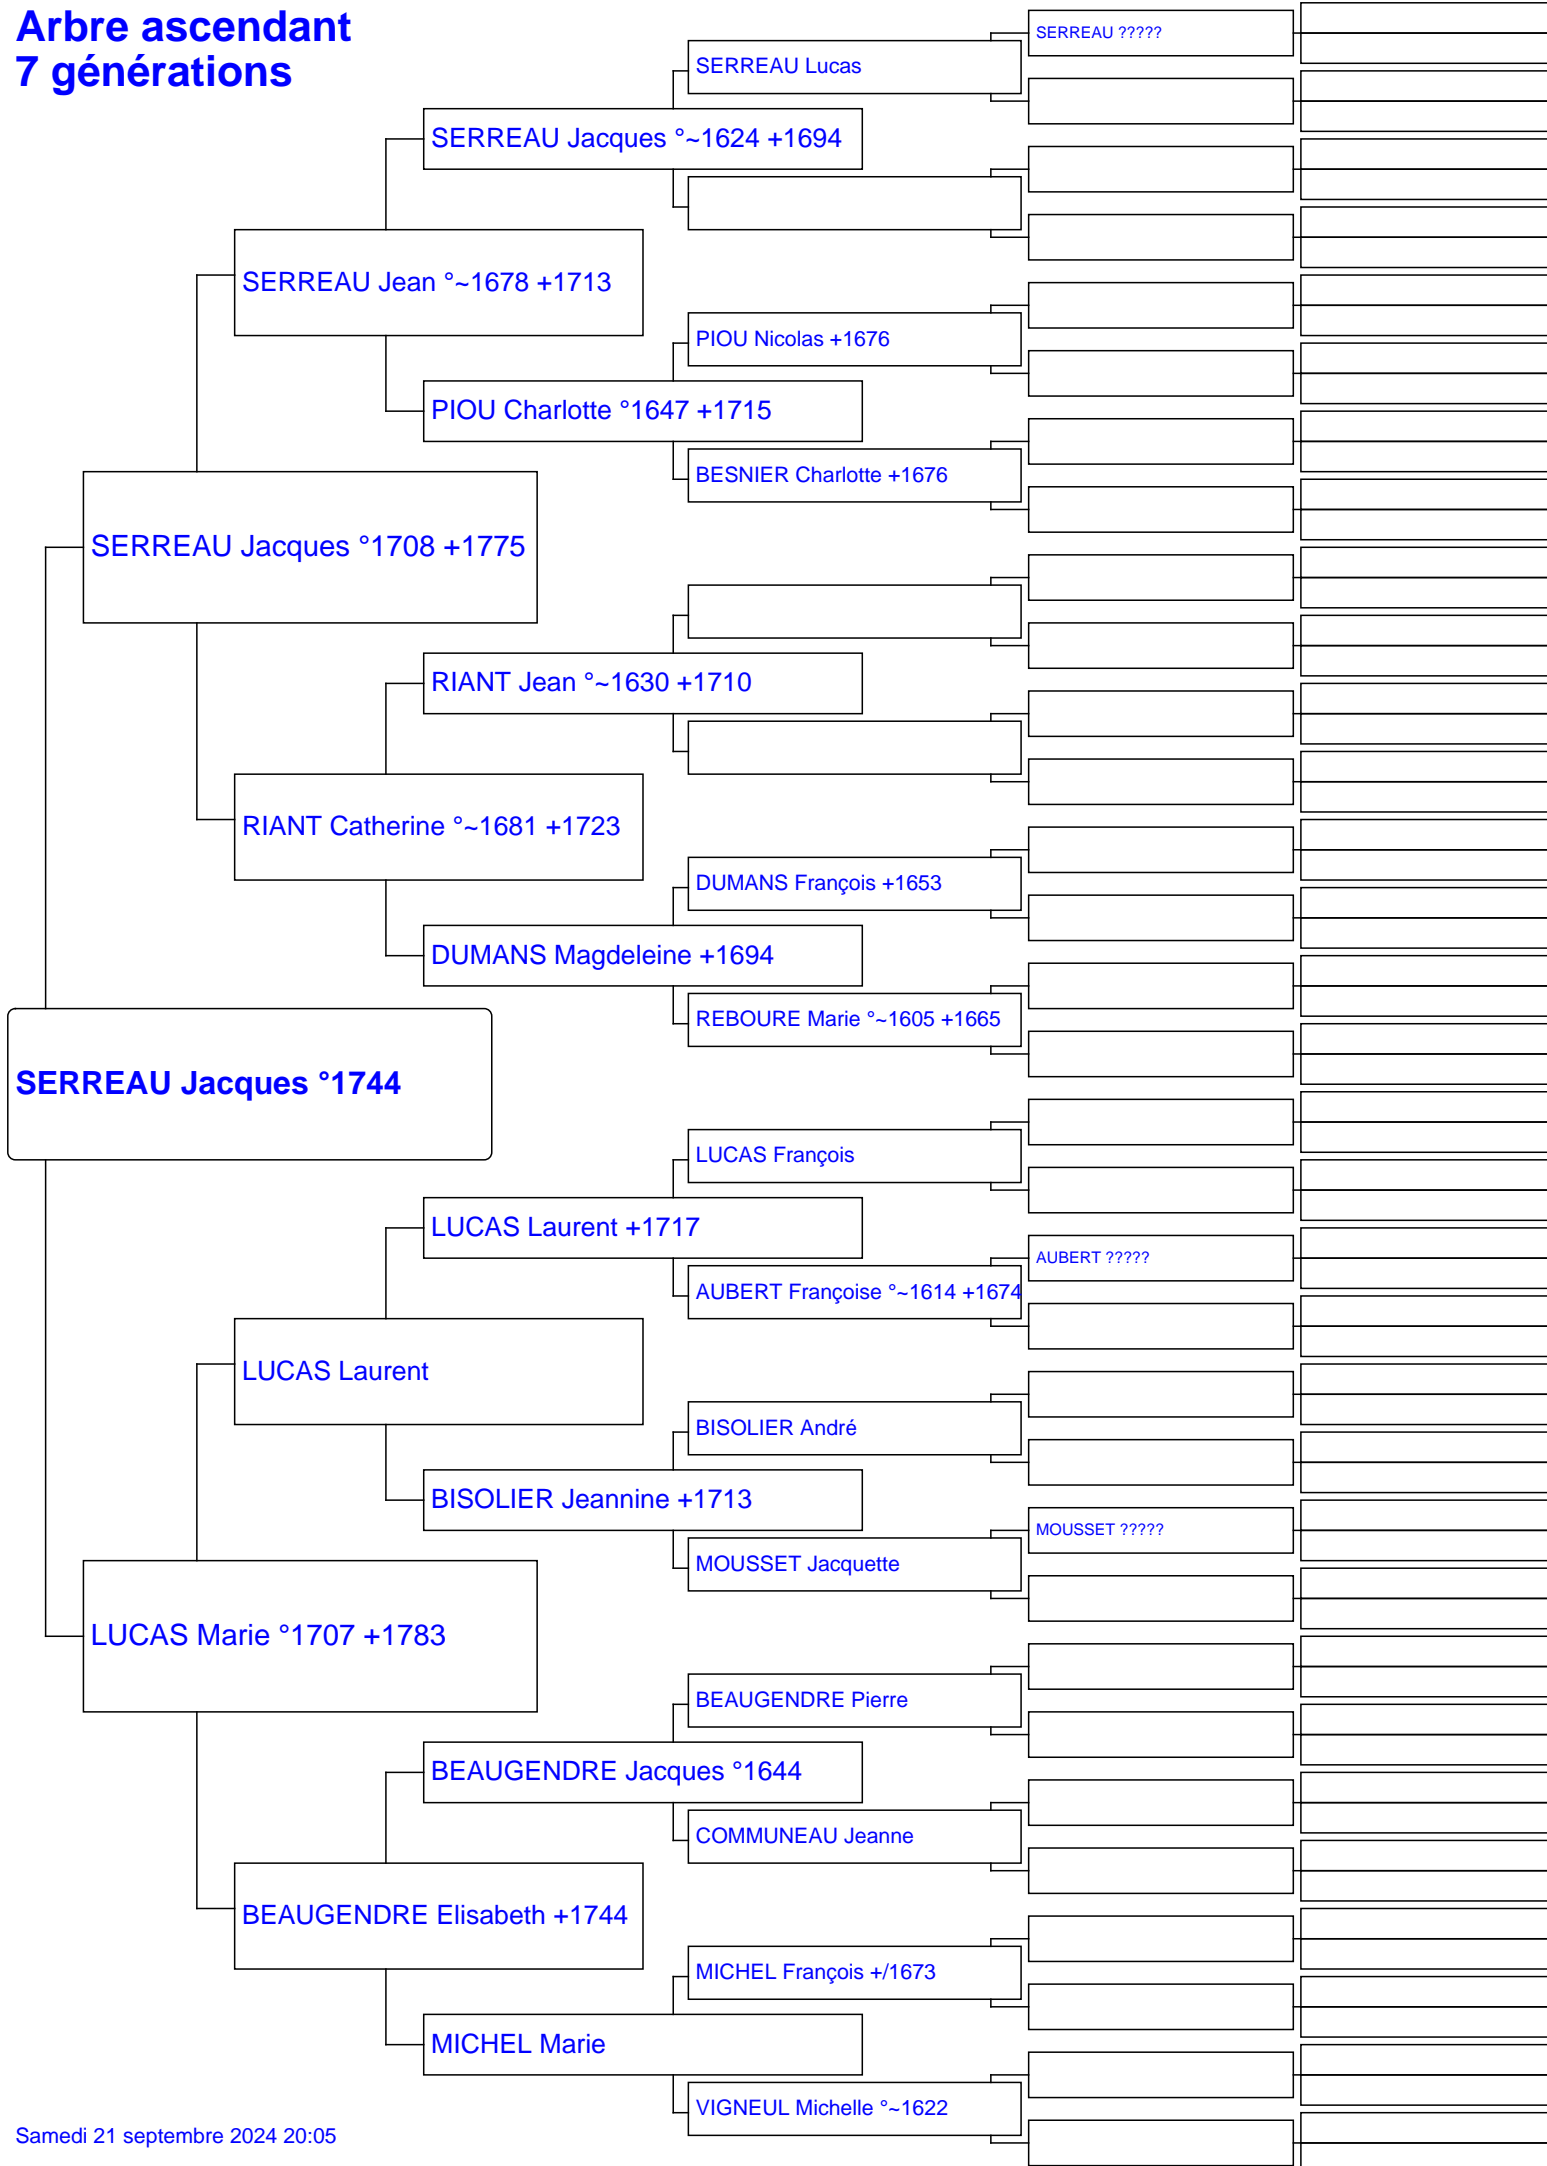 Arbre ascendant
7 générations
SERREAU ?????
SERREAU Lucas
SERREAU Jacques °~1624 +1694
SERREAU Jean °~1678 +1713
PIOU Nicolas +1676
PIOU Charlotte °1647 +1715
BESNIER Charlotte +1676
SERREAU Jacques °1708 +1775
RIANT Jean °~1630 +1710
RIANT Catherine °~1681 +1723
DUMANS François +1653
DUMANS Magdeleine +1694
REBOURE Marie °~1605 +1665
SERREAU Jacques °1744
LUCAS François
LUCAS Laurent +1717
AUBERT ?????
AUBERT Françoise °~1614 +1674
LUCAS Laurent
BISOLIER André
BISOLIER Jeannine +1713
MOUSSET ?????
MOUSSET Jacquette
LUCAS Marie °1707 +1783
BEAUGENDRE Pierre
BEAUGENDRE Jacques °1644
COMMUNEAU Jeanne
BEAUGENDRE Elisabeth +1744
MICHEL François +/1673
MICHEL Marie
VIGNEUL Michelle °~1622
Samedi 21 septembre 2024 20:05